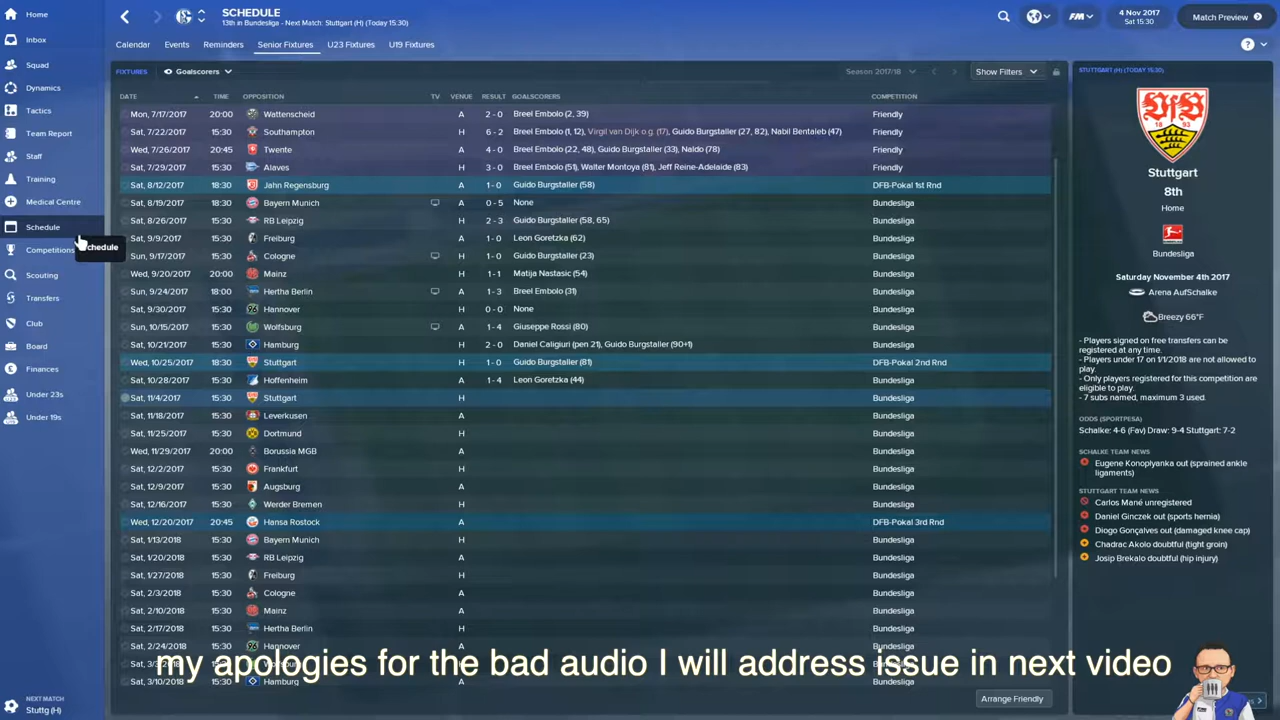 Home
Inbox
Squad
Dynamics
Tactics
Team Report
Staff
Training
Medical Centre
Schedule
Competitions
Schedule
Scouting
Transfers
Club
Board
Finances
Under 23s
Under 19s
NEXT MATCH
Stuttg (H)
SCHEDULE
13th in Bundesliga - Next Match: Stuttgart (H) (Today 15:30)
FM
4 Nov 2017
Sat 15:30
Match Preview
Calendar Events Reminders Senior Fixtures U23 Fixtures U19 Fixtures
FIXTURES Goalscorers Season 2017/18 Show Filters
DATE TIME OPPOSITION TV VENUE RESULT GOALSCORERS COMPETITION
Mon, 7/17/2017 20:00 Wattenscheid A 2 - 0 Breel Embolo (2, 39) Friendly
Sat, 7/22/2017 15:30 Southampton H - 2 Breel Embolo (1, 12), Virgil van Dijk o.g. (17), Guido Burgstaller (27, 82), Nabil Bentaleb (47) Friendly
Wed, 7/26/2017 20:45 Twente A 4 - 0 Breel Embolo (22, 48), Guido Burgstaller (33), Naldo (78) Friendly
Sat, 7/29/2017 15:30 Alaves H 3 - 0 Breel Embolo (51), Walter Montoya (81), Jeff Reine-Adelaide (83) Friendly
Sat, 8/12/2017 18:30 Jahn Regensburg A 1 - 0 Guido Burgstaller (58) DFB-Pokal 1st Rnd
Sat, 8/19/2017 18:30 Bayern Munich A 0 - 5 None Bundesliga
Sat, 8/26/2017 15:30 RB Leipzig H 2 - 3 Guido Burgstaller (58, 65) Bundesliga
Sat, 9/9/2017 15:30 Freiburg A 1 - 0 Leon Goretzka (62) Bundesliga
Sun, 9/17/2017 15:30 Cologne H 1 - 0 Guido Burgstaller (23) Bundesliga
Wed, 9/20/2017 20:00 Mainz H 1 - 1 Matija Nastasic (54) Bundesliga
Sun, 9/24/2017 18:00 Hertha Berlin A 1 - 3 Breel Embolo (31) Bundesliga
Sat, 9/30/2017 15:30 Hannover H 0 - 0 None Bundesliga
Sun, 10/15/2017 15:30 Wolfsburg A 1 - 4 Giuseppe Rossi (80) Bundesliga
Sat, 10/21/2017 15:30 Hamburg H 2 - 0 Daniel Caligiuri (pen 21), Guido Burgstaller (90+1) Bundesliga
Wed, 10/25/2017 18:30 Stuttgart H 1 - 0 Guido Burgstaller (81) DFB-Pokal 2nd Rnd
Sat, 10/28/2017 15:30 Hoffenheim A 1 - 4 Leon Goretzka (44) Bundesliga
Sat, 11/4/2017 15:30 Stuttgart H Bundesliga
Sat, 11/18/2017 15:30 Leverkusen A Bundesliga
Sat, 11/25/2017 15:30 Dortmund H Bundesliga
Wed, 11/29/2017 20:00 Borussia MGB A Bundesliga
Sat, 12/2/2017 15:30 Frankfurt H Bundesliga
Sat, 12/9/2017 15:30 Augsburg A Bundesliga
Sat, 12/16/2017 15:30 Werder Bremen H Bundesliga
Wed, 12/20/2017 20:45 Hansa Rostock A DFB-Pokal 3rd Rnd
Sat, 1/13/2018 15:30 Bayern Munich H Bundesliga
Sat, 1/20/2018 15:30 RB Leipzig A Bundesliga
Sat, 1/27/2018 15:30 Freiburg H Bundesliga
Sat, 2/3/2018 15:30 Cologne A Bundesliga
Sat, 2/10/2018 15:30 Mainz A Bundesliga
Sat, 2/17/2018 15:30 Hertha Berlin H Bundesliga
Sat, 2/24/2018 15:30 Hannover A Bundesliga
Sat, 3/10/2018 15:30 Hamburg A Bundesliga
my apologies for the bad audio I will address issue in next video
Arrange Friendly
STUTTGART (H) (TODAY 15:30)
18 93
Stuttgart
8th
Home
Bundesliga
Saturday November 4th 2017
Arena AufSchalke
Breezy 66°F
- Players signed on free transfers can be
registered at any time.
- Players under 17 on 1/1/2018 are not allowed to
play.
- Only players registered for this competition are
eligible to play.
- 7 subs named, maximum 3 used.
ODDS (SPORTPESA)
Schalke: 4-6 (Fav) Draw: 9-4 Stuttgart: 7-2
SCHALKE TEAM NEWS
Eugene Konoplyanka out (sprained ankle
ligaments)
STUTTGART TEAM NEWS
Carlos Mané unregistered
Daniel Ginczek out (sports hernia)
Diogo Gonçalves out (damaged knee cap)
Chadrac Akolo doubtful (tight groin)
Josip Brekalo doubtful (hip injury)